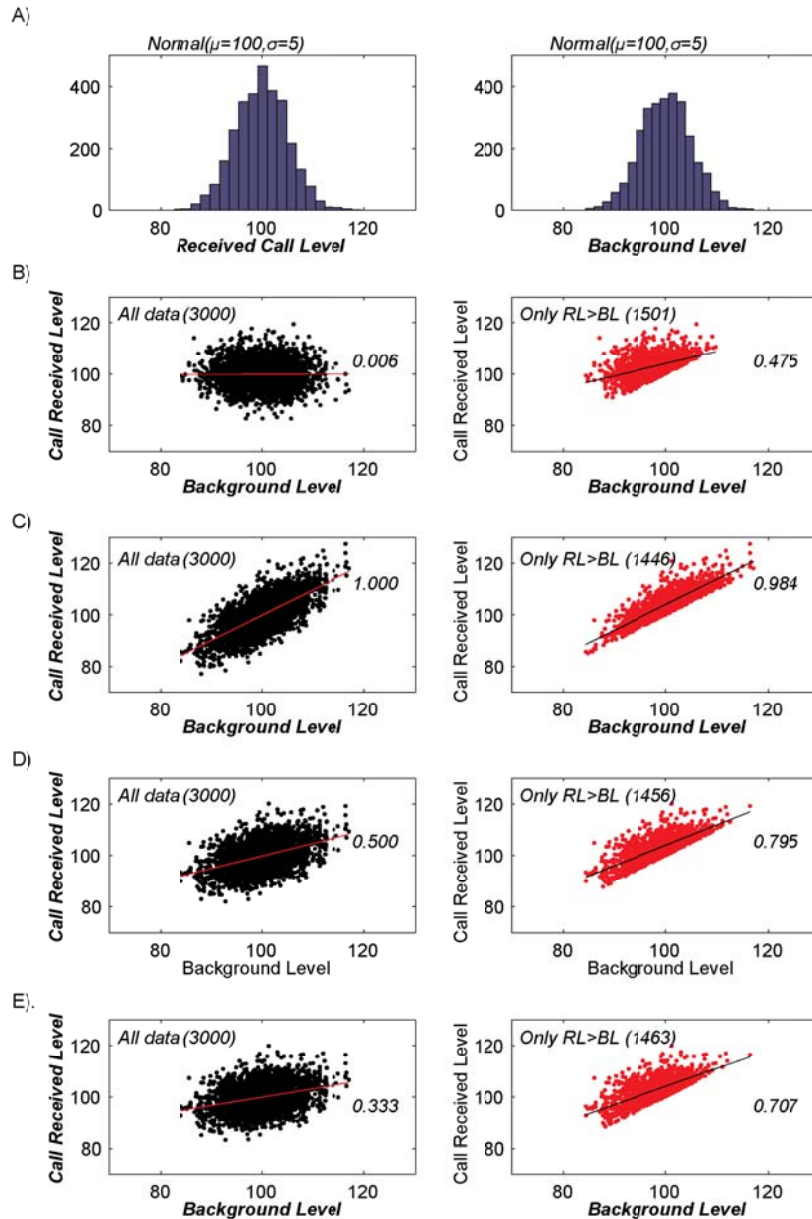 A)
Normal(μ=100,σ=5)
Normal(μ=100,σ=5)
400
200
0
80
100
120
Received Call Level
400
200
0
80
100
120
Background Level
B)
Call Received Level
120
100
80
All data (3000)
0.006
80
100
120
Background Level
Call Received Level
120
100
80
Only RL>BL (1501)
0.475
80
100
120
Background Level
C)
Call Received Level
120
100
80
All data (3000)
1.000
80
100
120
Background Level
Call Received Level
120
100
80
Only RL>BL (1446)
0.984
80
100
120
Background Level
D)
Call Received Level
120
100
80
All data (3000)
0.500
80
100
120
Background Level
Call Received Level
120
100
80
Only RL>BL (1456)
0.795
80
100
120
Background Level
E).
Call Received Level
120
100
80
All data (3000)
0.333
80
100
120
Background Level
Call Received Level
120
100
80
Only RL>BL (1463)
0.707
80
100
120
Background Level